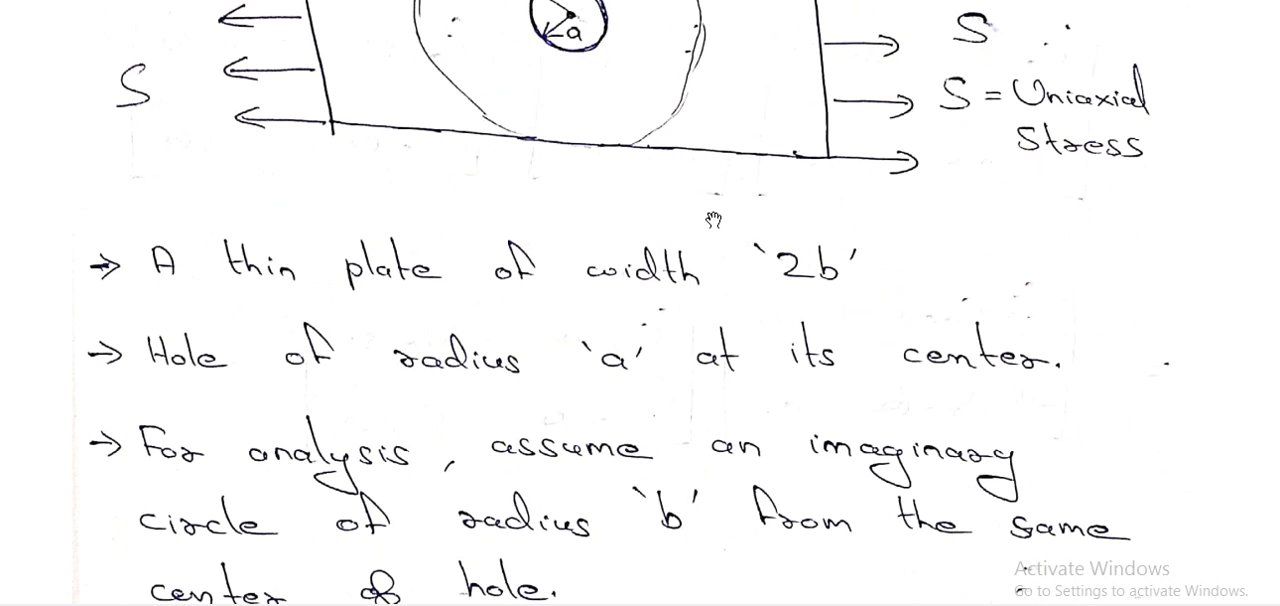 a
S
S
S = Uniaxial
Stress
→ A thin plate of width '2b'
→ Hole of radius 'a' at its center.
→ For analysis, assume an imaginary
circle of radius 'b' from the same
center of hole.
Activate Windows
Go to Settings to activate Windows.